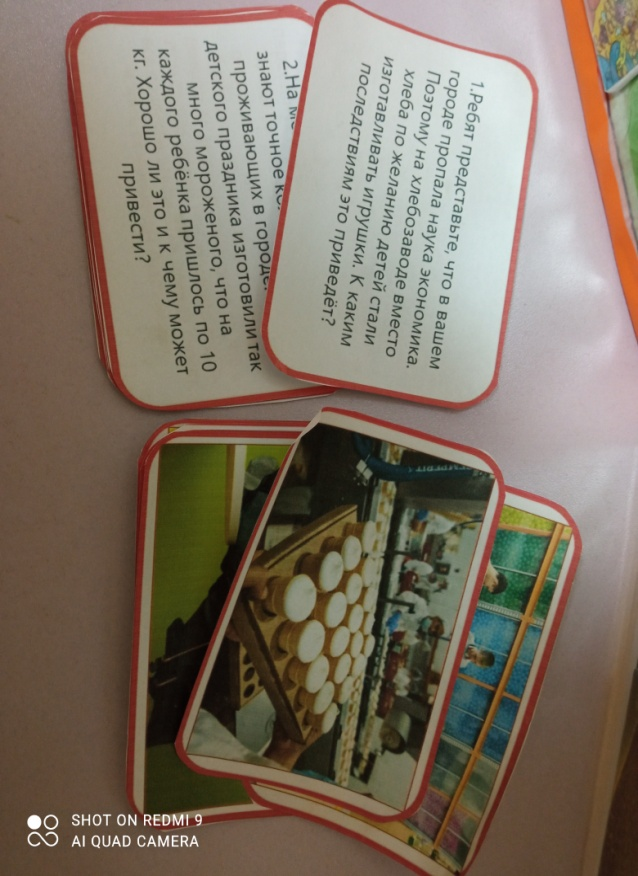 1.Ребят представьте, что в вашем
городе пропала наука экономика.
Поэтому на хлебозаводе вместо
хлеба по желанию детей стали
изготавливать игрушки. К каким
последствиям это приведёт?
2.На
знают точное
проживающих в городе.
детского праздника изготовили так
много мороженого, что на
каждого ребёнка пришлось по 10
кг. Хорошо ли это и к чему может
привести?
SHOT ON REDMI 9
AI QUAD CAMERA